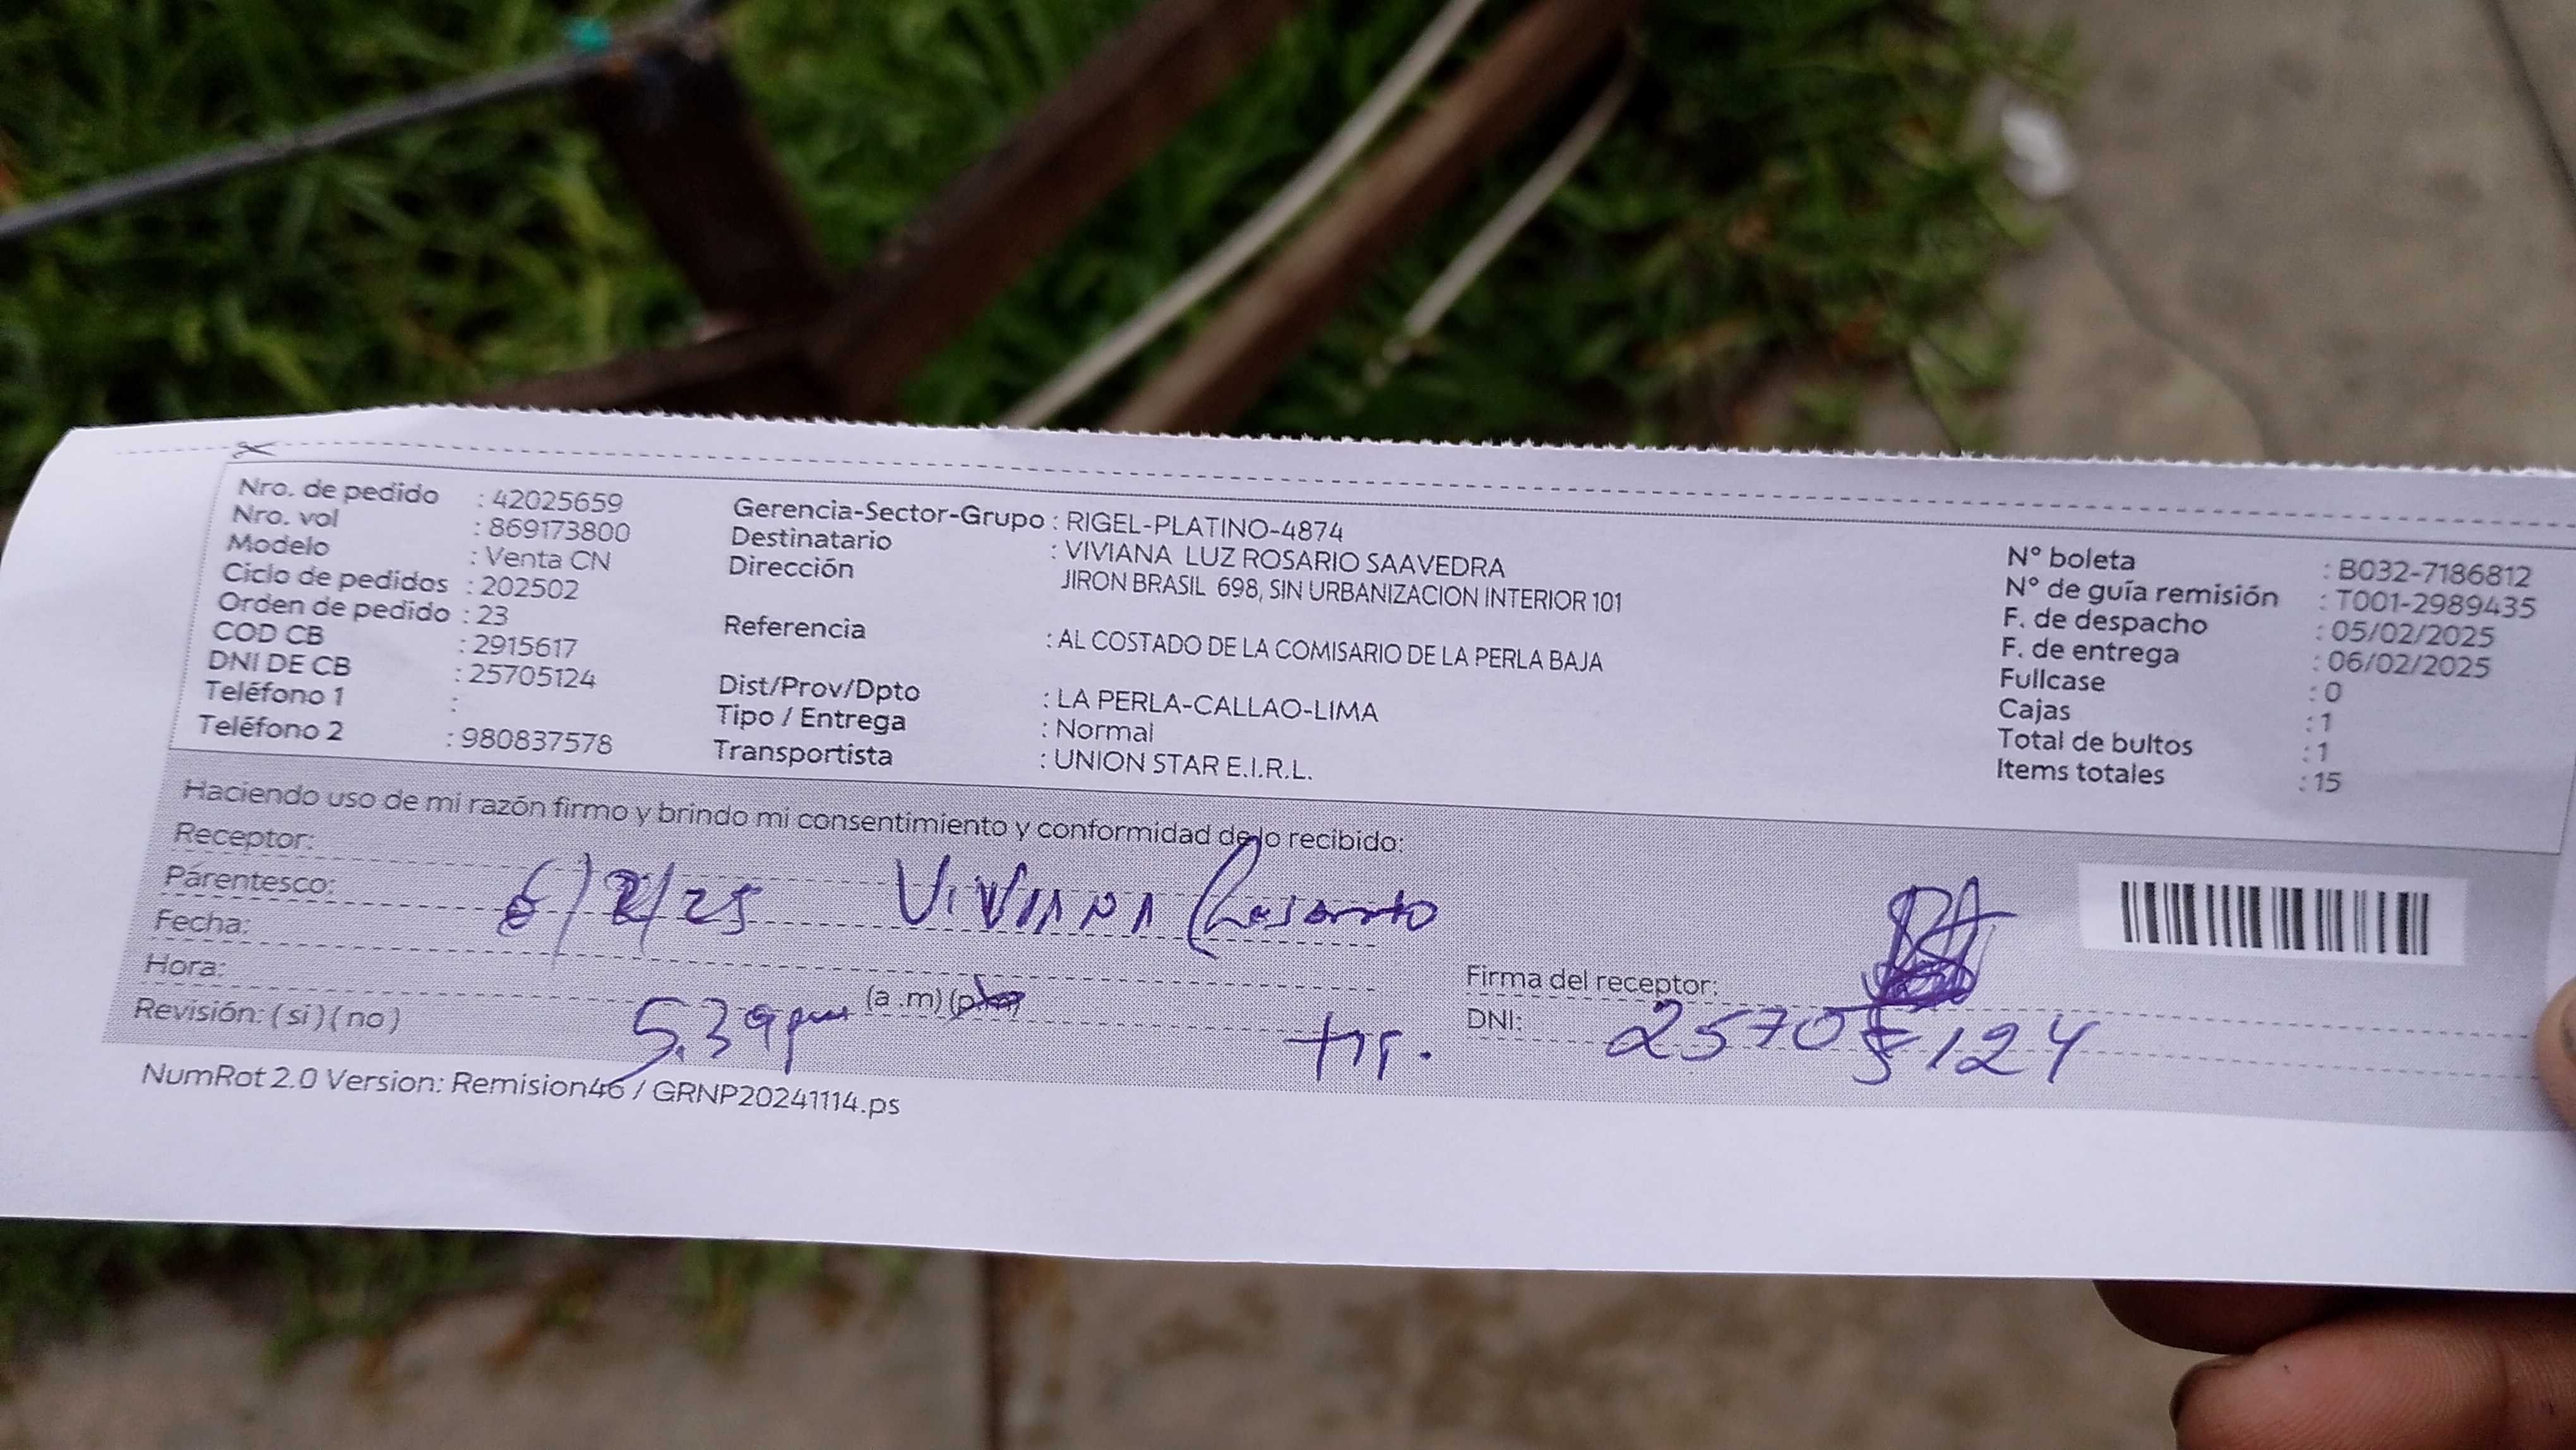 Nro. de pedido : 42025659
Nro. vol : 869173800
Modelo : Venta CN
Ciclo de pedidos : 202502
Orden de pedido : 23
COD CB : 2915617
DNI DE CB : 25705124
Teléfono 1 :
Teléfono 2 : 980837578
Gerencia-Sector-Grupo : RIGEL-PLATINO-4874
Destinatario : VIVIANA LUZ ROSARIO SAAVEDRA
Dirección JIRON BRASIL 698, SIN URBANIZACION INTERIOR 101
Referencia : AL COSTADO DE LA COMISARIO DE LA PERLA BAJA
Dist/Prov/Dpto : LA PERLA-CALLAO-LIMA
Tipo / Entrega : Normal
Transportista : UNION STAR E.I.R.L.
N° boleta : B032-7186812
N° de guía remisión : T001-2989435
F. de despacho : 05/02/2025
F. de entrega : 06/02/2025
Fullcase : 0
Cajas : 1
Total de bultos : 1
Items totales : 15
Haciendo uso de mi razón firmo y brindo mi consentimiento y conformidad de lo recibido:
Receptor:
Parentesco:
6/2/25 VIVIANA Rosario
Fecha:
Hora: (a .m) (p.m)
5.39 pm
Revisión: ( si ) ( no )
Firma del receptor:
DNI: 25705124
NumRot 2.0 Version: Remision46 / GRNP20241114.ps